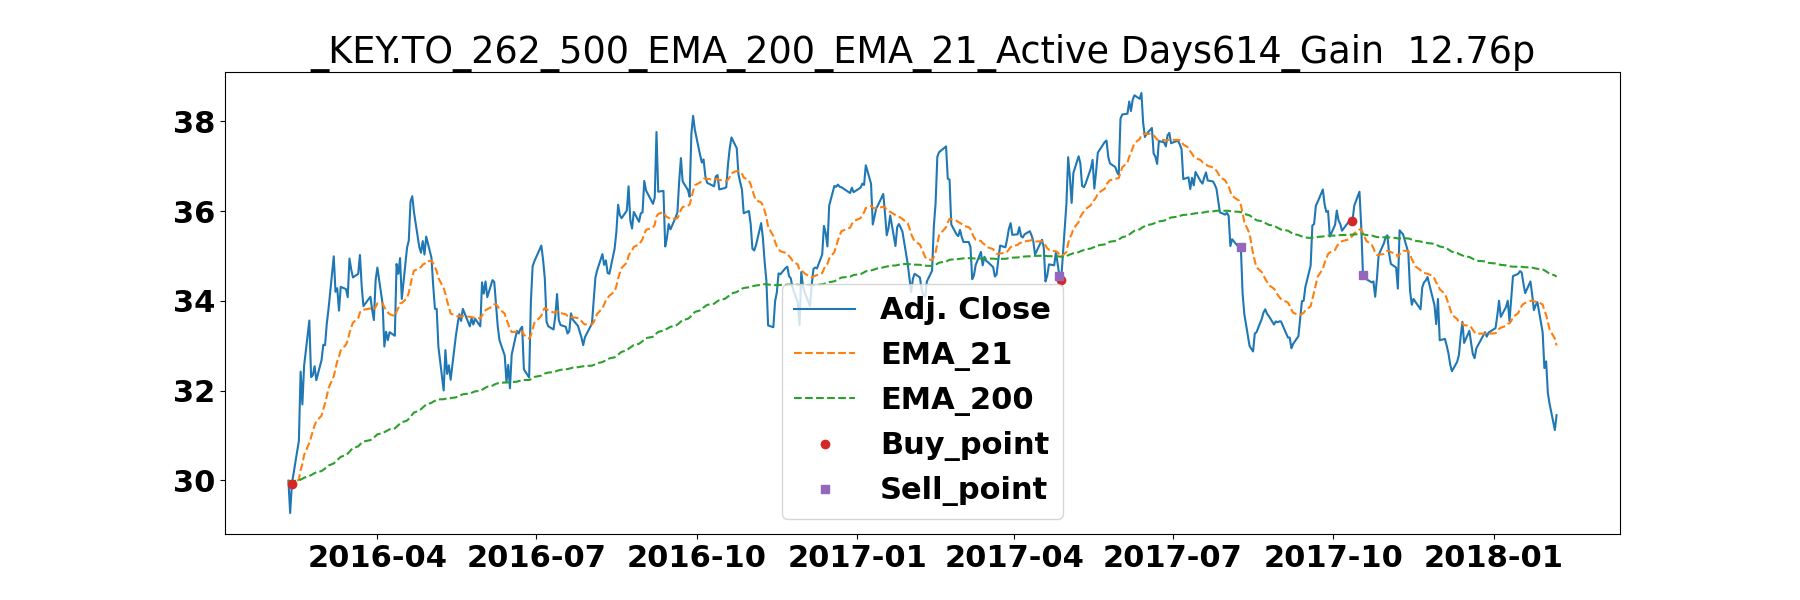 _KEY.TO_262_500_EMA_200_EMA_21_Active Days614_Gain  12.76p
38
36
34
32
30
Adj. Close
EMA_21
EMA_200
Buy_point
Sell_point
2016-04 2016-07 2016-10 2017-01 2017-04 2017-07 2017-10 2018-01